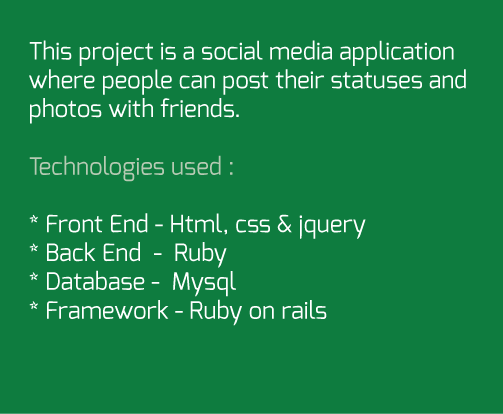 This project is a social media application
where people can post their statuses and
photos with friends.
Technologies used :
* Front End - Html, css & jquery
* Back End  -  Ruby
* Database -  Mysql
* Framework - Ruby on rails